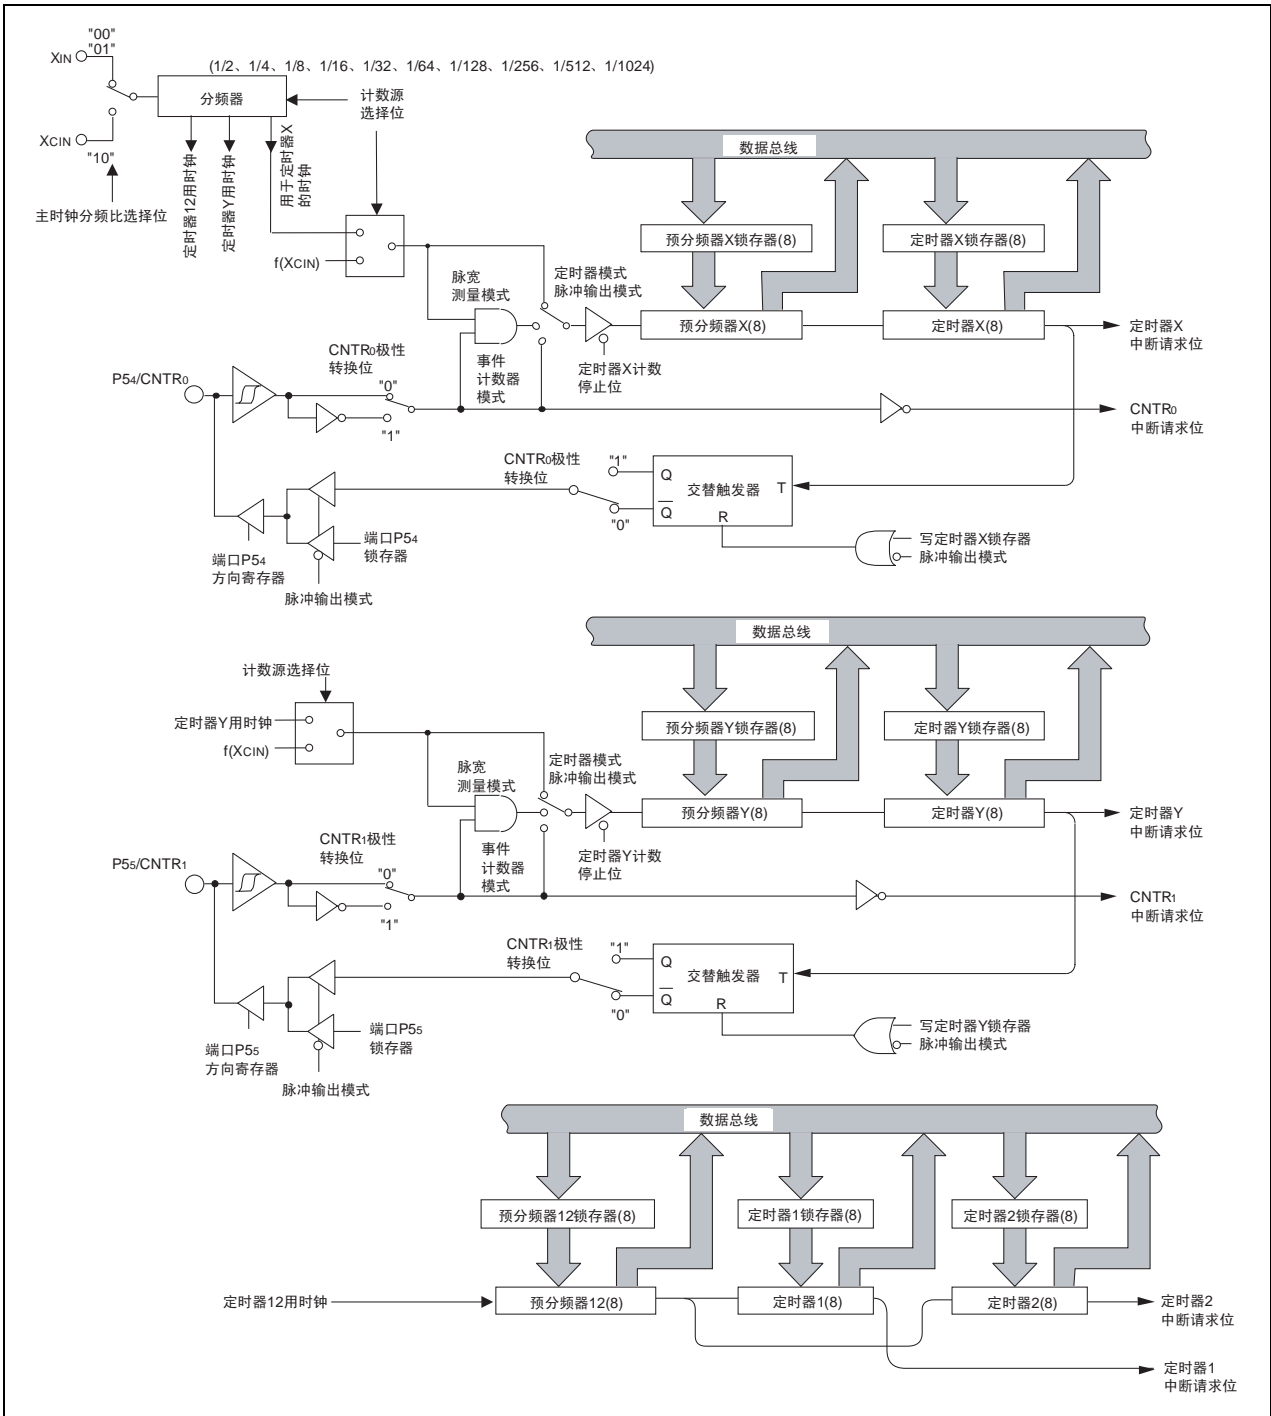 "00"
"01"
XIN
(1/2、1/4、1/8、1/16、1/32、1/64、1/128、1/256、1/512、1/1024)
分频器
计数源
选择位
XCIN
"10"
主时钟分频比选择位
定时器12用时钟
定时器Y用时钟
用于定时器X
的时钟
f(XCIN)
数据总线
预分频器X锁存器(8)
定时器X锁存器(8)
脉宽
测量模式
定时器模式
脉冲输出模式
预分频器X(8)
定时器X(8)
定时器X
中断请求位
CNTR0极性
转换位
事件
计数器
模式
定时器X计数
停止位
P54/CNTR0
"0"
"1"
CNTR0
中断请求位
CNTR0极性
转换位
"1"
"0"
Q
Q
交替触发器
T
R
端口P54
锁存器
端口P54
方向寄存器
脉冲输出模式
写定时器X锁存器
脉冲输出模式
数据总线
计数源选择位
定时器Y用时钟
f(XCIN)
预分频器Y锁存器(8)
定时器Y锁存器(8)
脉宽
测量模式
定时器模式
脉冲输出模式
预分频器Y(8)
定时器Y(8)
定时器Y
中断请求位
CNTR1极性
转换位
事件
计数器
模式
定时器Y计数
停止位
P55/CNTR1
"0"
"1"
CNTR1
中断请求位
CNTR1极性
转换位
"1"
"0"
Q
Q
交替触发器
T
R
端口P55
锁存器
端口P55
方向寄存器
脉冲输出模式
写定时器Y锁存器
脉冲输出模式
数据总线
预分频器12锁存器(8)
定时器1锁存器(8)
定时器2锁存器(8)
定时器12用时钟
预分频器12(8)
定时器1(8)
定时器2(8)
定时器2
中断请求位
定时器1
中断请求位